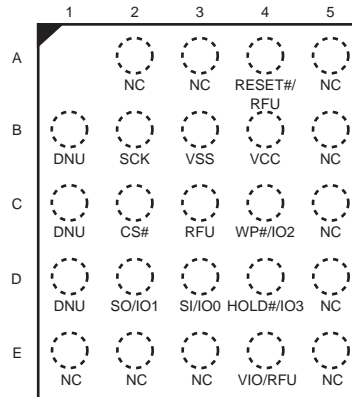 1 2 3 4 5
A
NC NC RESET#/ NC
RFU
B
DNU SCK VSS VCC NC
C
DNU CS# RFU WP#/IO2 NC
D
DNU SO/IO1 SI/IO0 HOLD#/IO3 NC
E
NC NC NC VIO/RFU NC